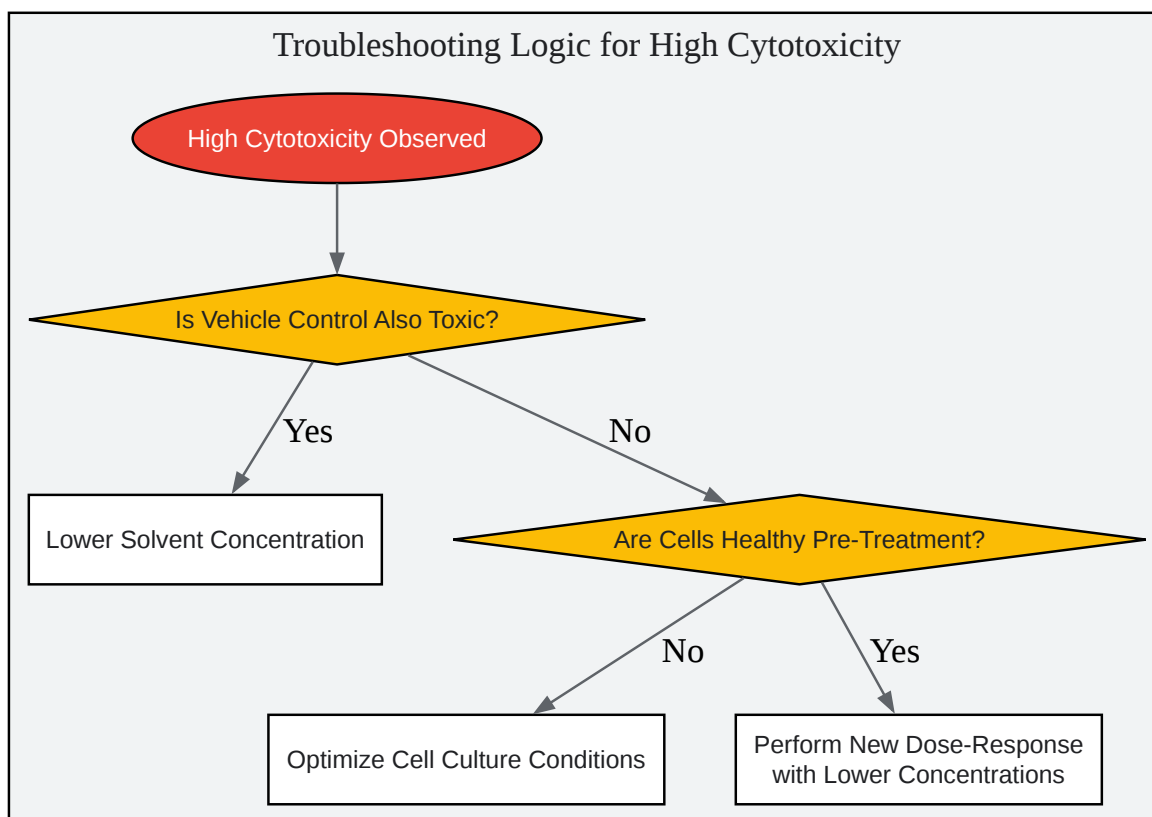 Troubleshooting Logic for High Cytotoxicity
High Cytotoxicity Observed
Is Vehicle Control Also Toxic?
Yes
No
Lower Solvent Concentration
Are Cells Healthy Pre-Treatment?
No
Yes
Optimize Cell Culture Conditions
Perform New Dose-Response
with Lower Concentrations